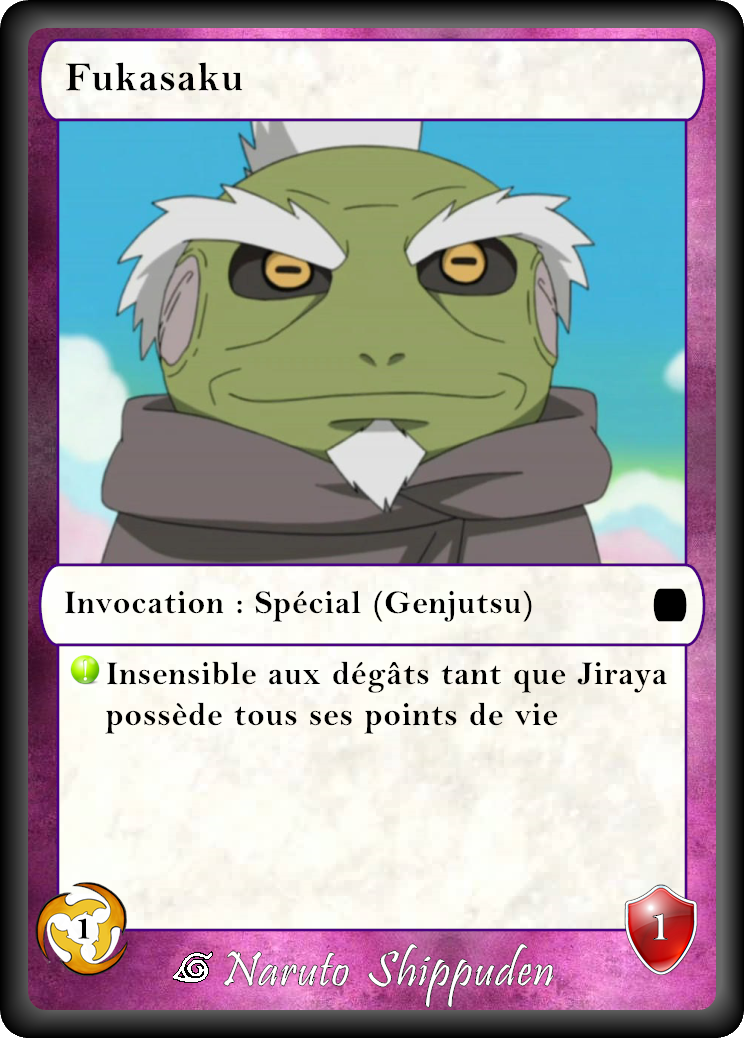 Fukasaku
Invocation : Spécial (Genjutsu)
Insensible aux dégâts tant que Jiraya
possède tous ses points de vie
1
1
Naruto Shippuden